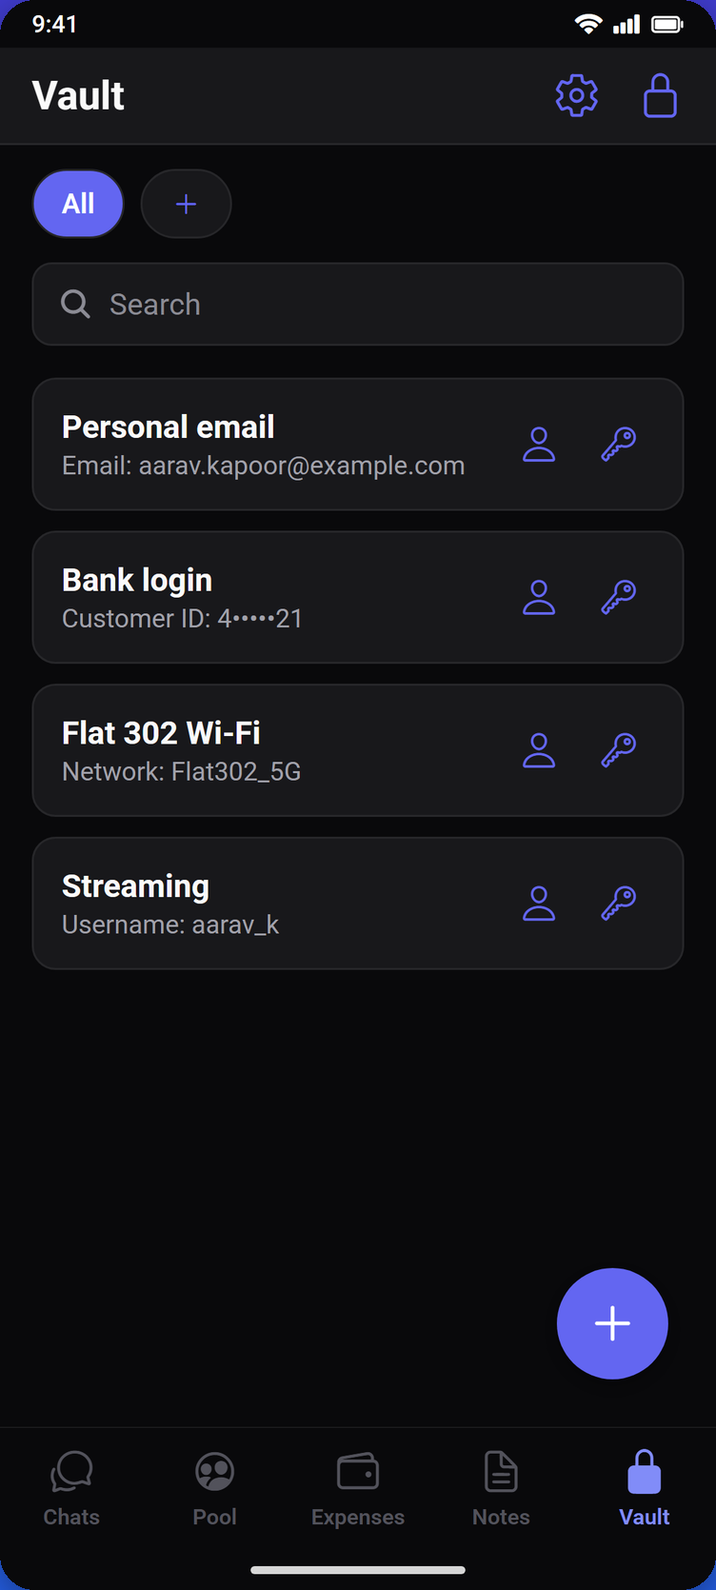 9:41
Vault
All
Search
Personal email
Email: aarav.kapoor@example.com
Bank login
Customer ID: 4•••••21
Flat 302 Wi-Fi
Network: Flat302_5G
Streaming
Username: aarav_k
Chats
Pool
Expenses
Notes
Vault